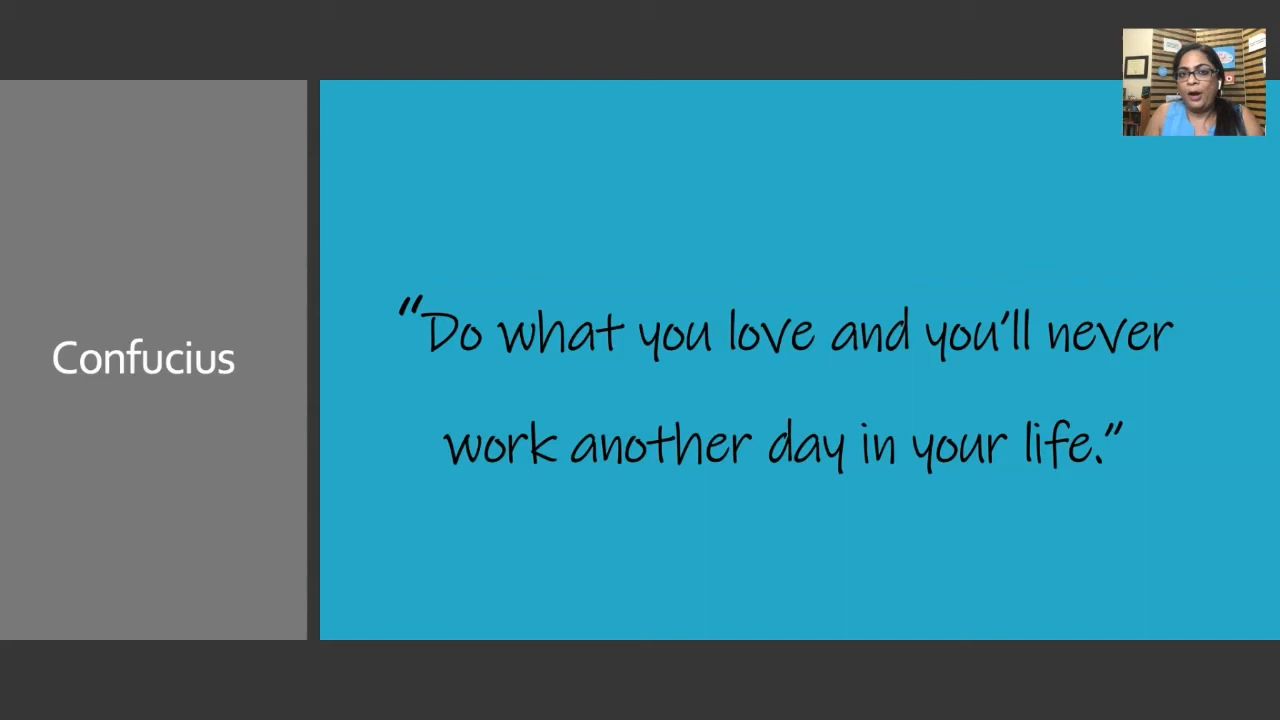 Confucius
“Do what you love and you’ll never
work another day in your life.”